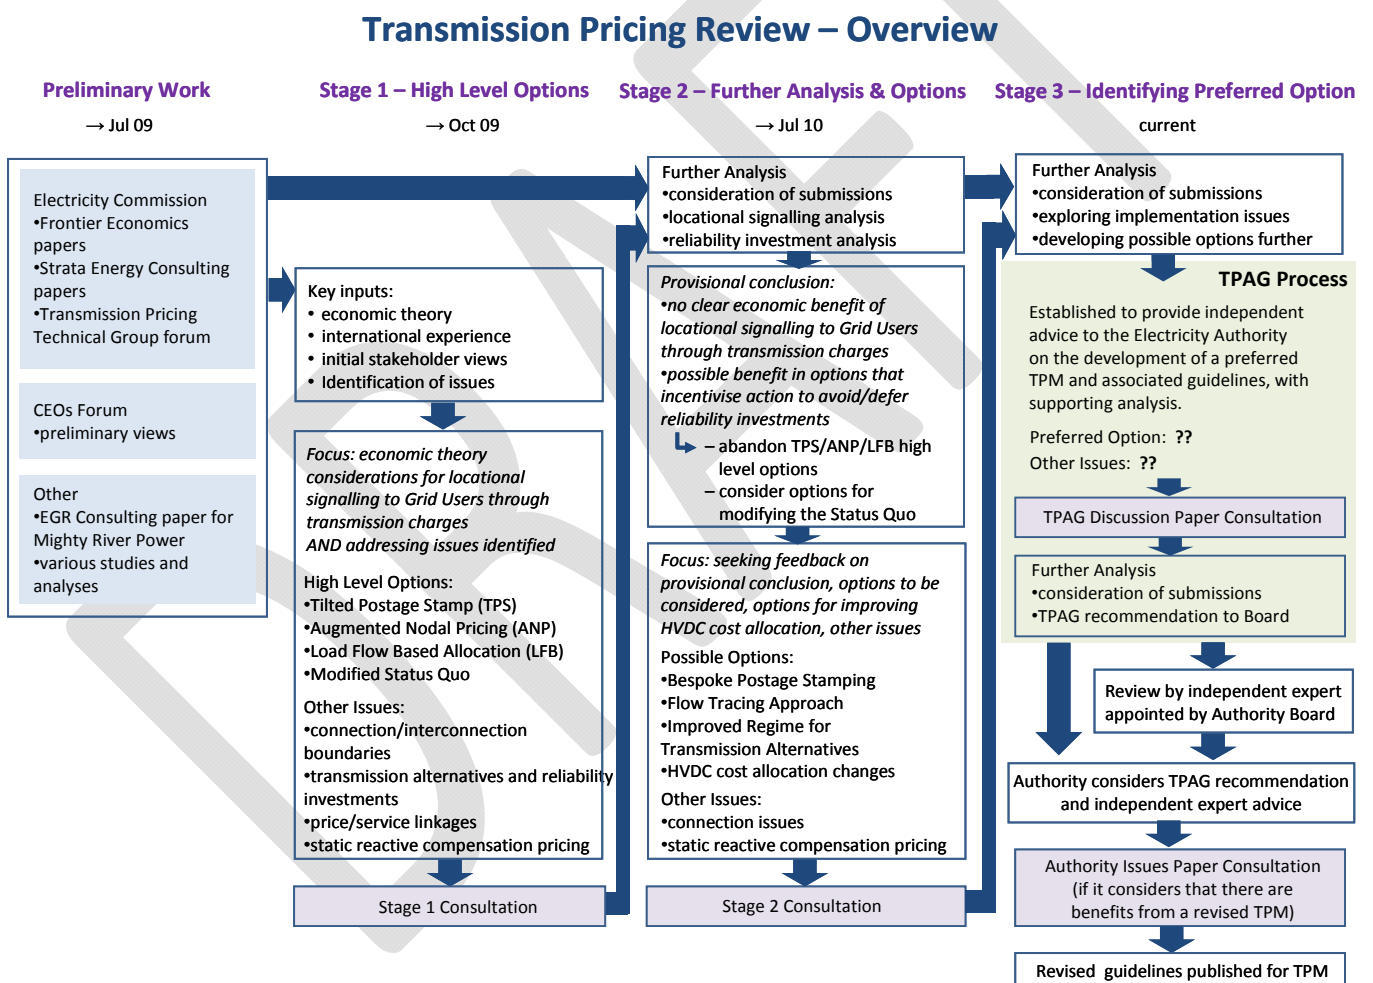 Transmission Pricing Review – Overview
Preliminary Work
→ Jul 09
Electricity Commission
•Frontier Economics
papers
•Strata Energy Consulting
papers
•Transmission Pricing
Technical Group forum
CEOs Forum
•preliminary views
Other
•EGR Consulting paper for
Mighty River Power
•various studies and
analyses
Stage 1 – High Level Options
→ Oct 09
Key inputs:
• economic theory
• international experience
• initial stakeholder views
• Identification of issues
Focus: economic theory
considerations for locational
signalling to Grid Users through
transmission charges
AND addressing issues identified
High Level Options:
•Tilted Postage Stamp (TPS)
•Augmented Nodal Pricing (ANP)
•Load Flow Based Allocation (LFB)
•Modified Status Quo
Other Issues:
•connection/interconnection
boundaries
•transmission alternatives and reliability
investments
•price/service linkages
•static reactive compensation pricing
Stage 1 Consultation
Stage 2 – Further Analysis & Options
→ Jul 10
Further Analysis
•consideration of submissions
•locational signalling analysis
•reliability investment analysis
Provisional conclusion:
•no clear economic benefit of
locational signalling to Grid Users
through transmission charges
•possible benefit in options that
incentivise action to avoid/defer
reliability investments
– abandon TPS/ANP/LFB high
level options
– consider options for
modifying the Status Quo
Focus: seeking feedback on
provisional conclusion, options to be
considered, options for improving
HVDC cost allocation, other issues
Possible Options:
•Bespoke Postage Stamping
•Flow Tracing Approach
•Improved Regime for
Transmission Alternatives
•HVDC cost allocation changes
Other Issues:
•connection issues
•static reactive compensation pricing
Stage 2 Consultation
Stage 3 – Identifying Preferred Option
current
Further Analysis
•consideration of submissions
•exploring implementation issues
•developing possible options further
TPAG Process
Established to provide independent
advice to the Electricity Authority
on the development of a preferred
TPM and associated guidelines, with
supporting analysis.
Preferred Option: ??
Other Issues: ??
TPAG Discussion Paper Consultation
Further Analysis
•consideration of submissions
•TPAG recommendation to Board
Review by independent expert
appointed by Authority Board
Authority considers TPAG recommendation
and independent expert advice
Authority Issues Paper Consultation
(if it considers that there are
benefits from a revised TPM)
Revised guidelines published for TPM
DRAFT